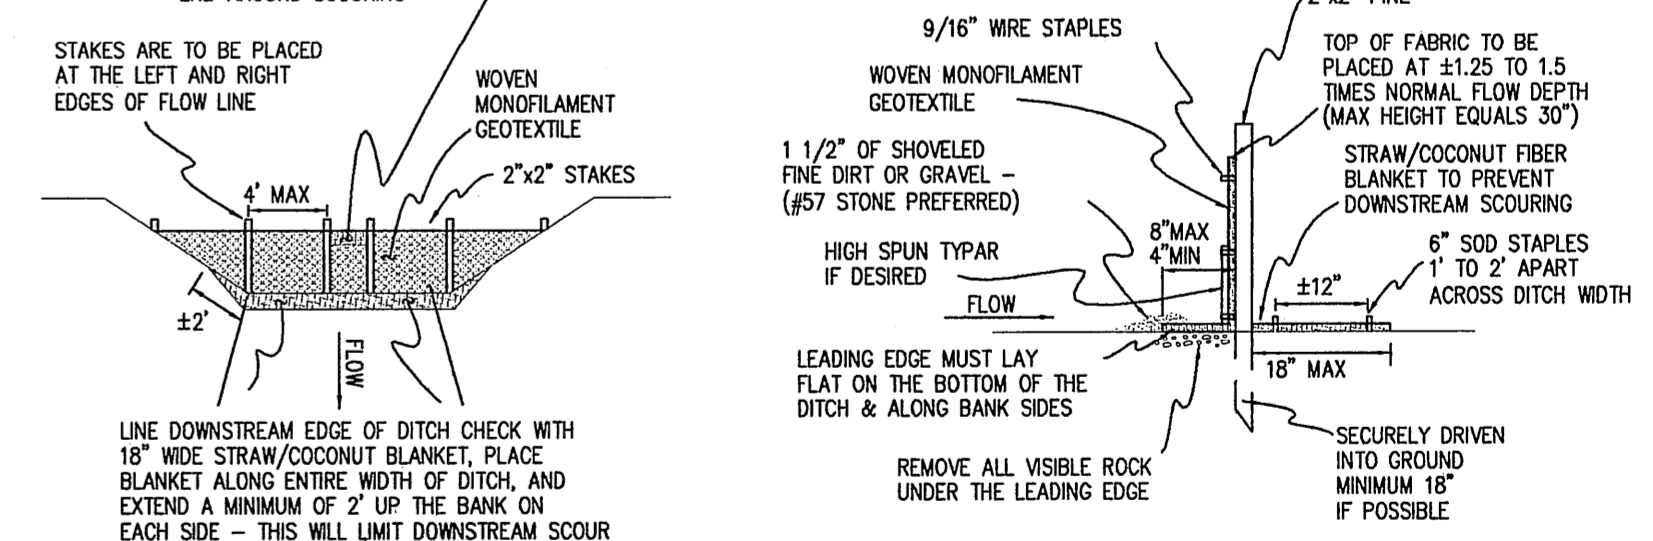 STAKES ARE TO BE PLACED
AT THE LEFT AND RIGHT
EDGES OF FLOW LINE
WOVEN
MONOFILAMENT
GEOTEXTILE
4' MAX
2"x2" STAKES
±2'
FLOW
LINE DOWNSTREAM EDGE OF DITCH CHECK WITH
18" WIDE STRAW/COCONUT BLANKET, PLACE
BLANKET ALONG ENTIRE WIDTH OF DITCH, AND
EXTEND A MINIMUM OF 2' UP THE BANK ON
EACH SIDE – THIS WILL LIMIT DOWNSTREAM SCOUR
9/16" WIRE STAPLES
WOVEN MONOFILAMENT
GEOTEXTILE
1 1/2" OF SHOVELED
FINE DIRT OR GRAVEL –
(#57 STONE PREFERRED)
HIGH SPUN TYPAR
IF DESIRED
FLOW
8"MAX
4"MIN
LEADING EDGE MUST LAY
FLAT ON THE BOTTOM OF THE
DITCH & ALONG BANK SIDES
REMOVE ALL VISIBLE ROCK
UNDER THE LEADING EDGE
TOP OF FABRIC TO BE
PLACED AT ±1.25 TO 1.5
TIMES NORMAL FLOW DEPTH
(MAX HEIGHT EQUALS 30")
STRAW/COCONUT FIBER
BLANKET TO PREVENT
DOWNSTREAM SCOURING
6" SOD STAPLES
1' TO 2' APART
ACROSS DITCH WIDTH
±12"
18" MAX
SECURELY DRIVEN
INTO GROUND
MINIMUM 18"
IF POSSIBLE